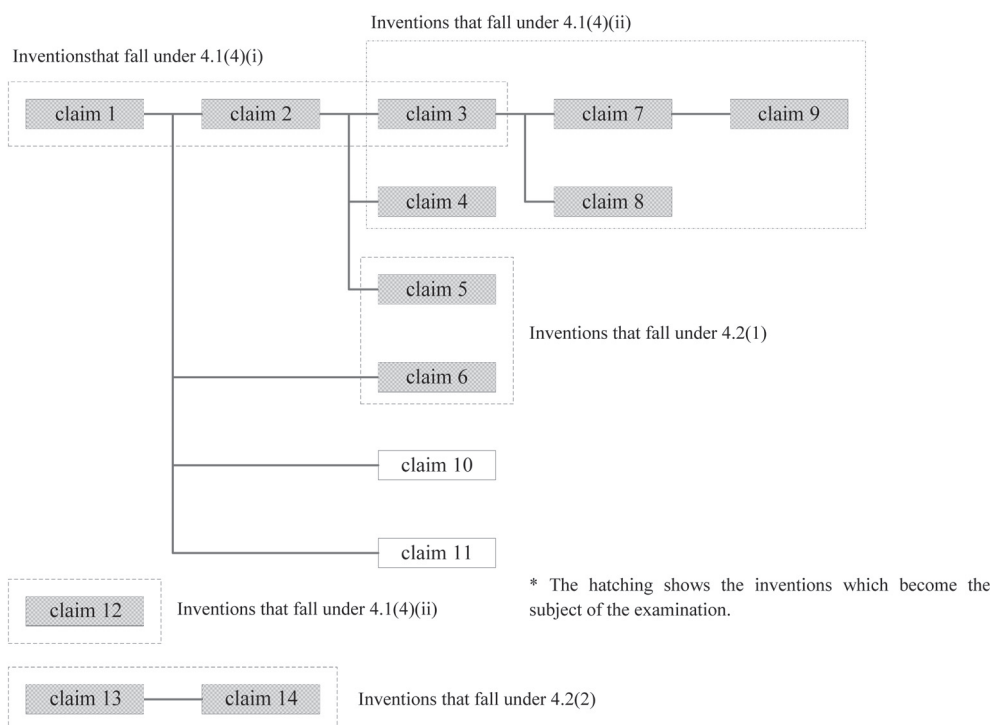 Inventions that fall under 4.1(4)(ii)
Inventionsthat fall under 4.1(4)(i)
claim 1
claim 2
claim 3
claim 7
claim 9
claim 4
claim 8
claim 5
Inventions that fall under 4.2(1)
claim 6
claim 10
claim 11
* The hatching shows the inventions which become the
subject of the examination.
claim 12
Inventions that fall under 4.1(4)(ii)
claim 13
claim 14
Inventions that fall under 4.2(2)